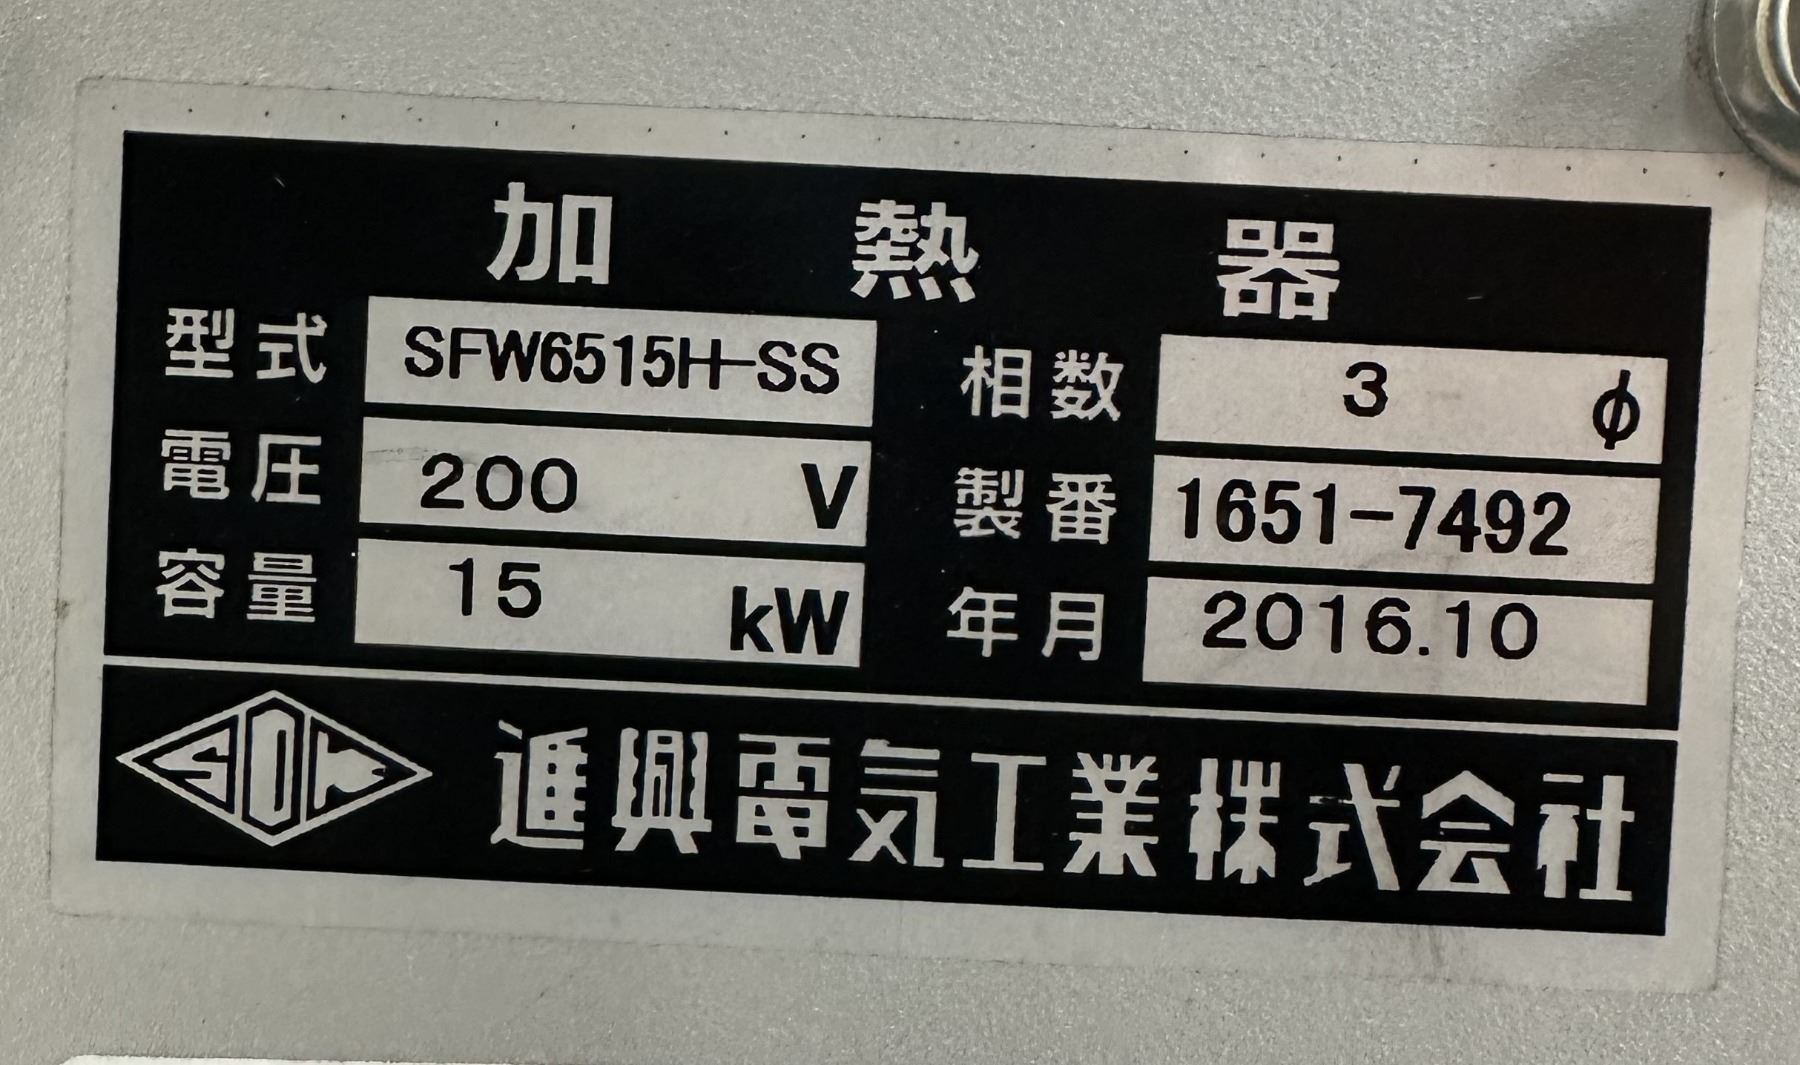 加熱器
型式 SFW6515H-SS 相数 3 φ
電圧 200 V 製番 1651-7492
容量 15 kW 年月 2016.10
SDK 進興電気工業株式会社